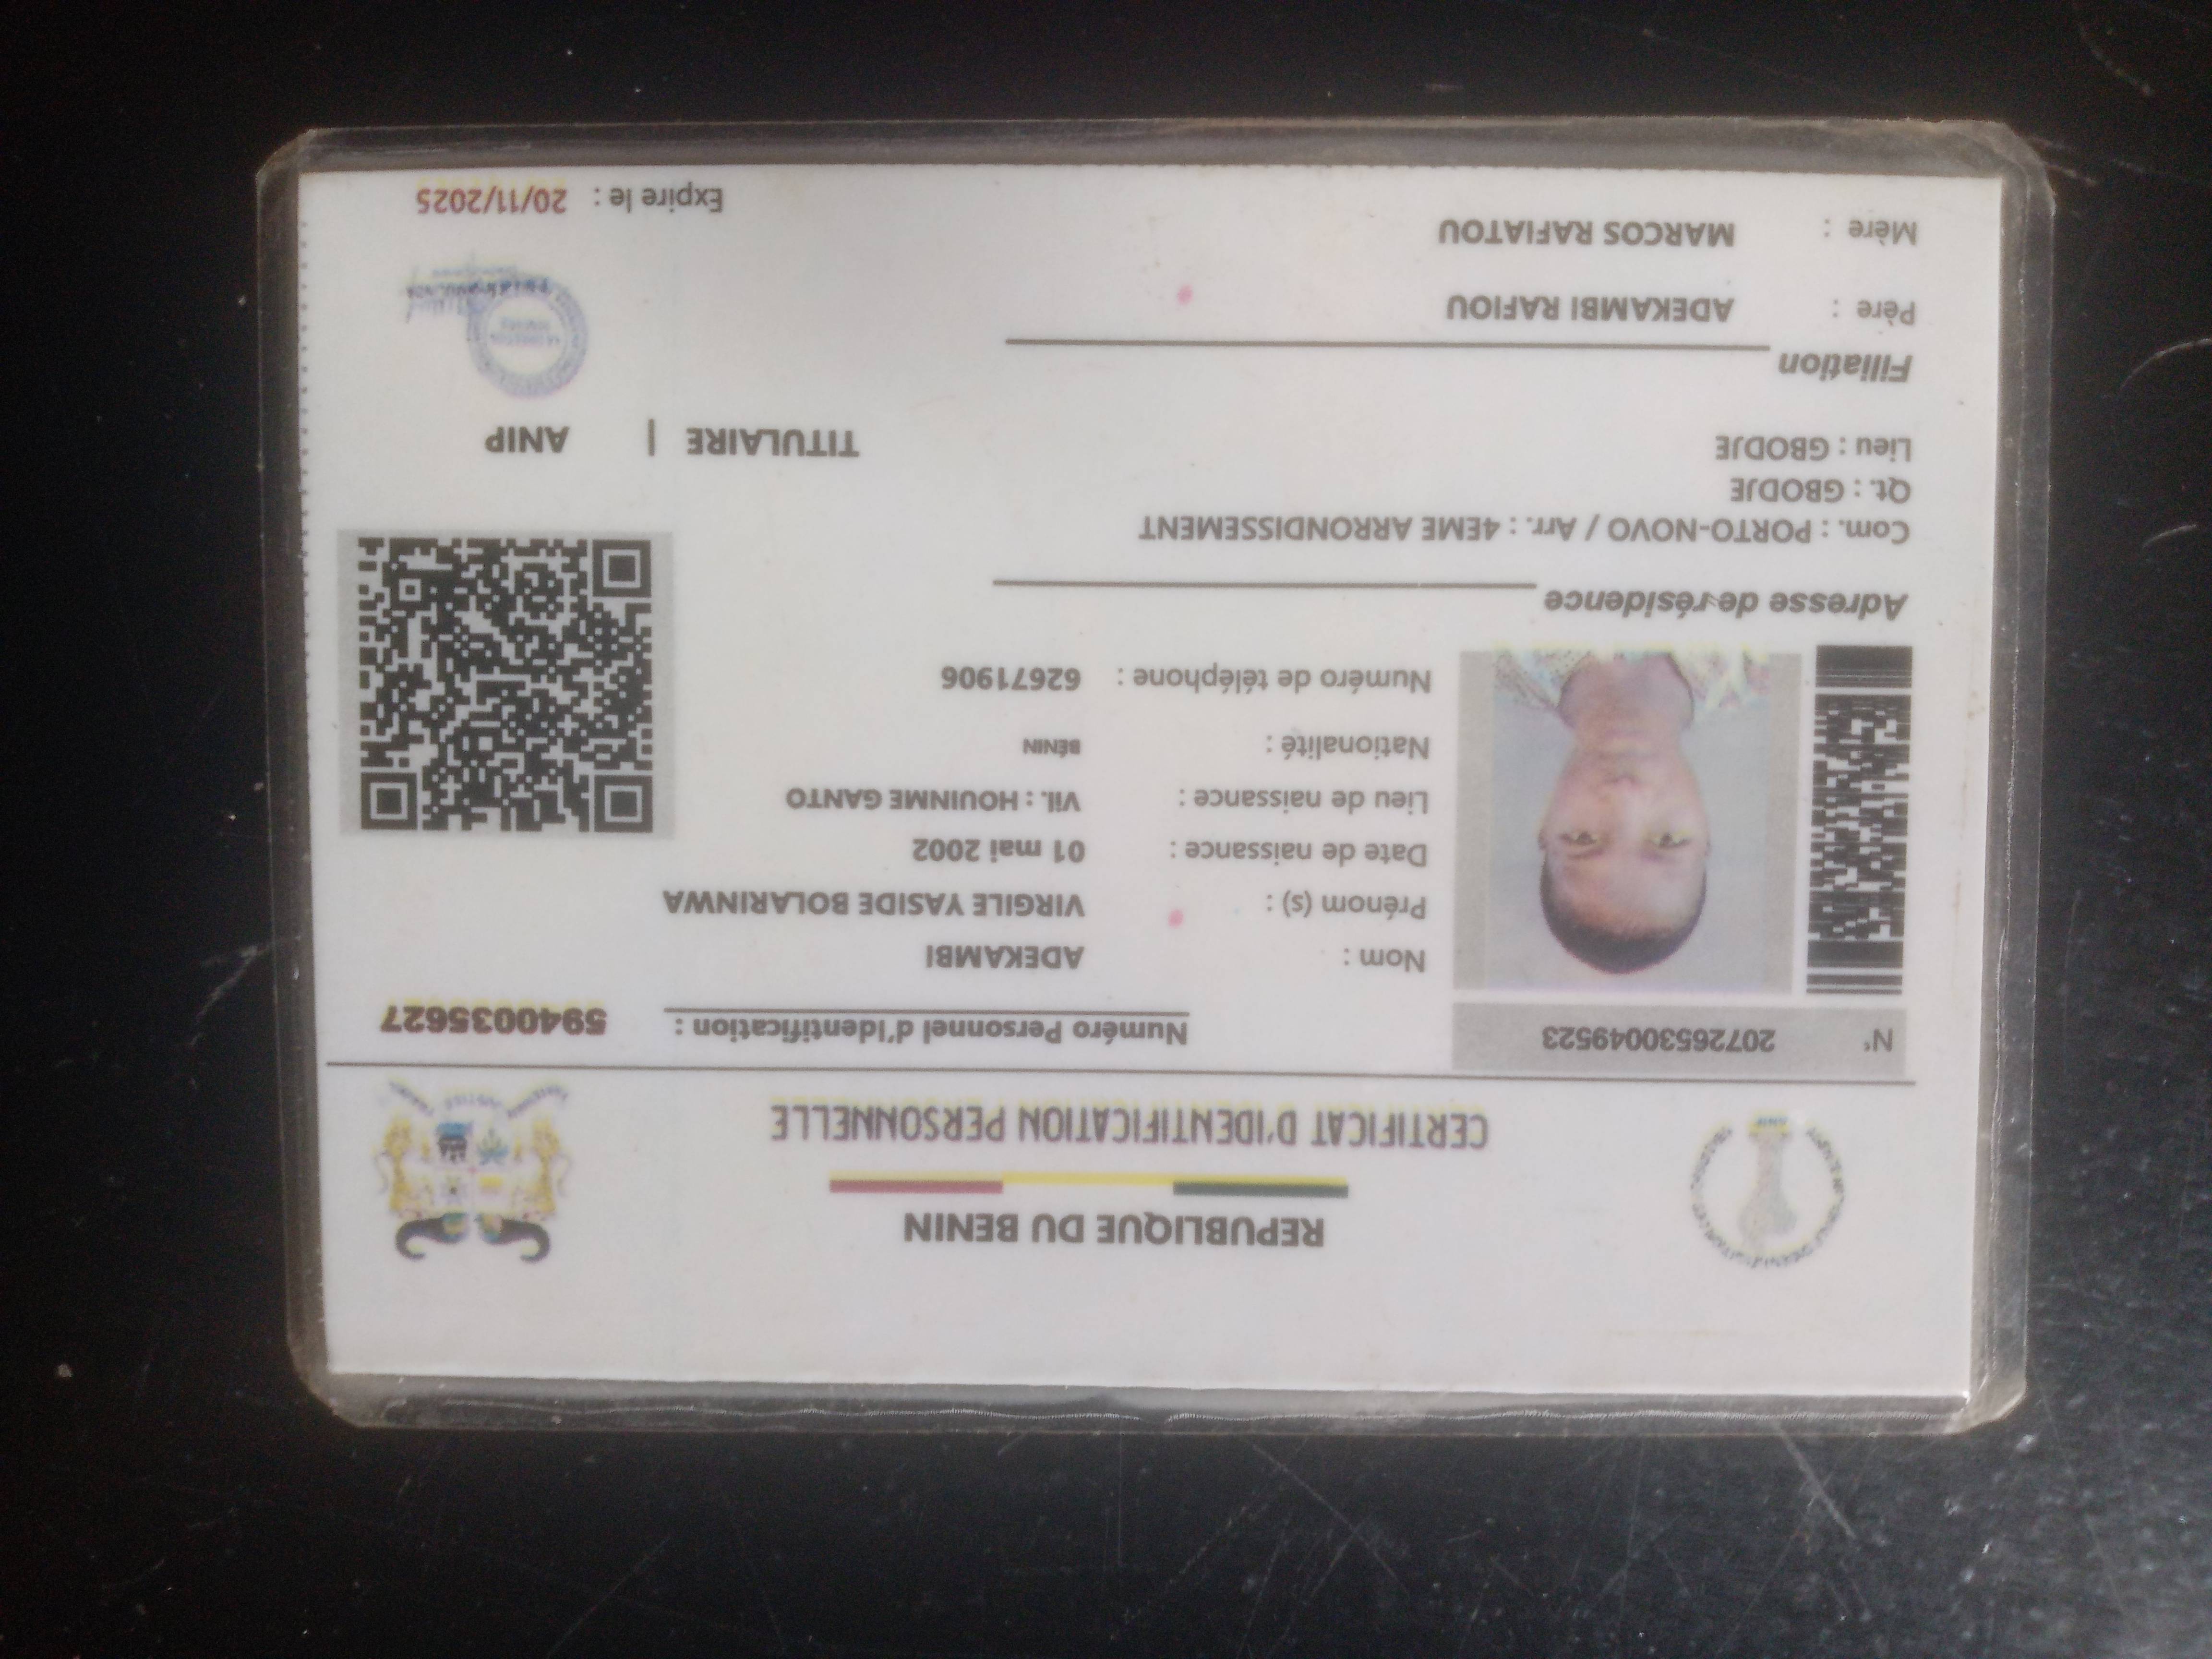 REPUBLIQUE DU BENIN
CERTIFICAT D'IDENTIFICATION PERSONNELLE
N° 20726530049523
Numéro Personnel d'Identification : 5940035627
Nom : ADEKAMBI
Prénom (s) : VIRGILE YASIDE BOLARINWA
Date de naissance : 01 mai 2002
Lieu de naissance : Vil. : HOUINME GANTO
Nationalité : BÉNIN
Numéro de téléphone : 62671906
Adresse de résidence
Com. : PORTO-NOVO / Arr. : 4EME ARRONDISSEMENT
Qt. : GBODJE
Lieu : GBODJE
TITULAIRE | ANIP
Filiation
Père : ADEKAMBI RAFIOU
Mère : MARCOS RAFIATOU
Expire le : 20/11/2025